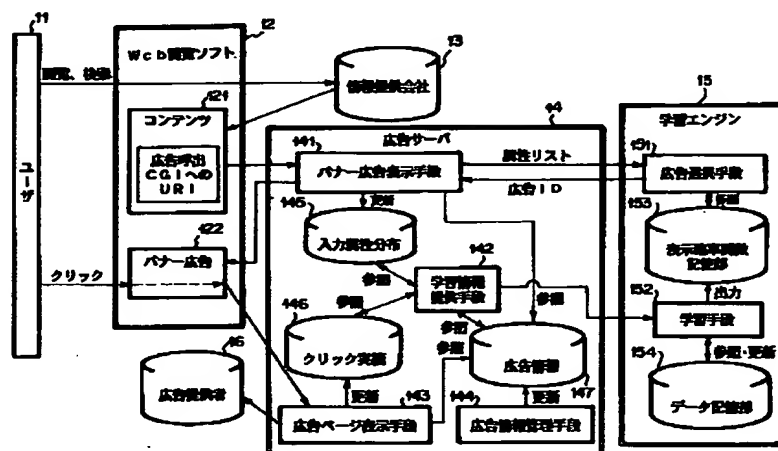 11
12
Web閲覧ソフト
13
情報提供会社
閲覧、検索
121
コンテンツ
広告呼出
CGIへの
URI
ユーザ
14
広告サーバ
141
バナー広告表示手段
属性リスト
広告ID
15
学習エンジン
151
広告選択手段
参照
153
表示確率関数
記憶部
145
更新
入力属性分布
122
バナー広告
クリック
142
学習情報
提供手段
参照
参照
出力
152
学習手段
146
参照
クリック実績
参照
参照
広告情報
147
参照・更新
154
データ記憶部
16
広告提供者
更新
143
広告ページ表示手段
144
更新
広告情報管理手段